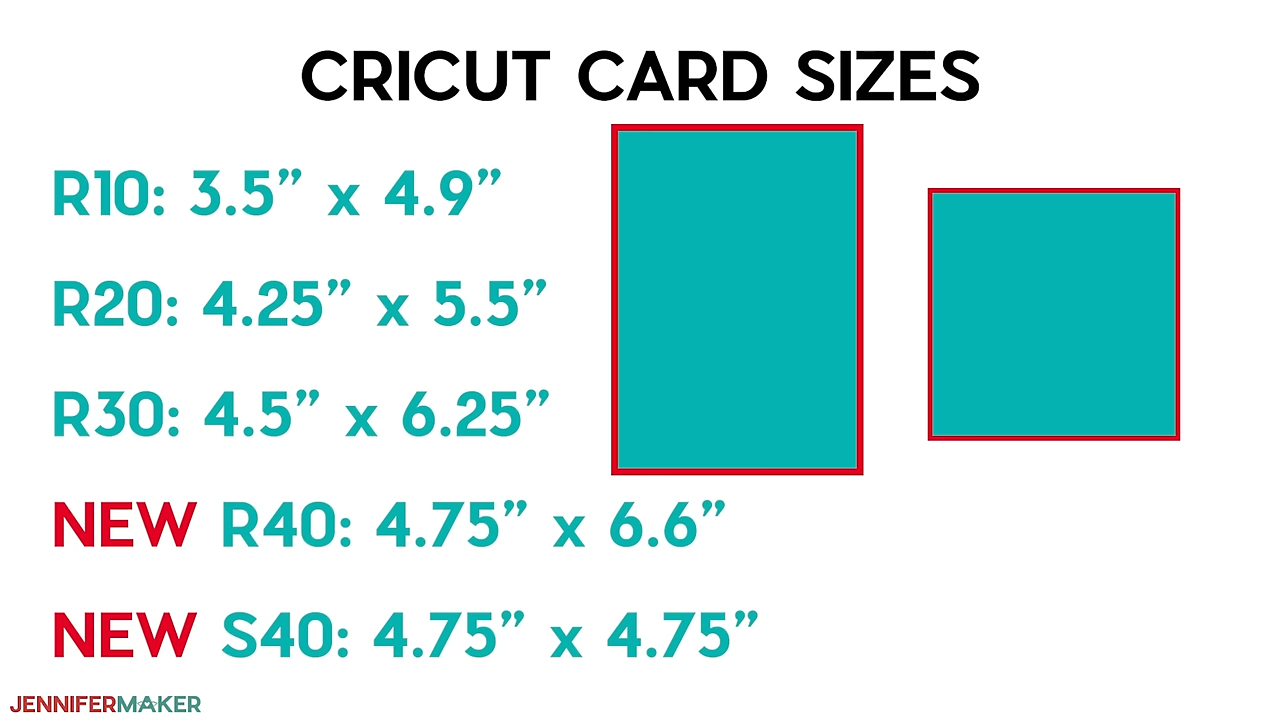 CRICUT CARD SIZES
R10: 3.5” x 4.9”
R20: 4.25” x 5.5”
R30: 4.5” x 6.25”
NEW R40: 4.75” x 6.6”
NEW S40: 4.75” x 4.75”
JENNIFERMAKER